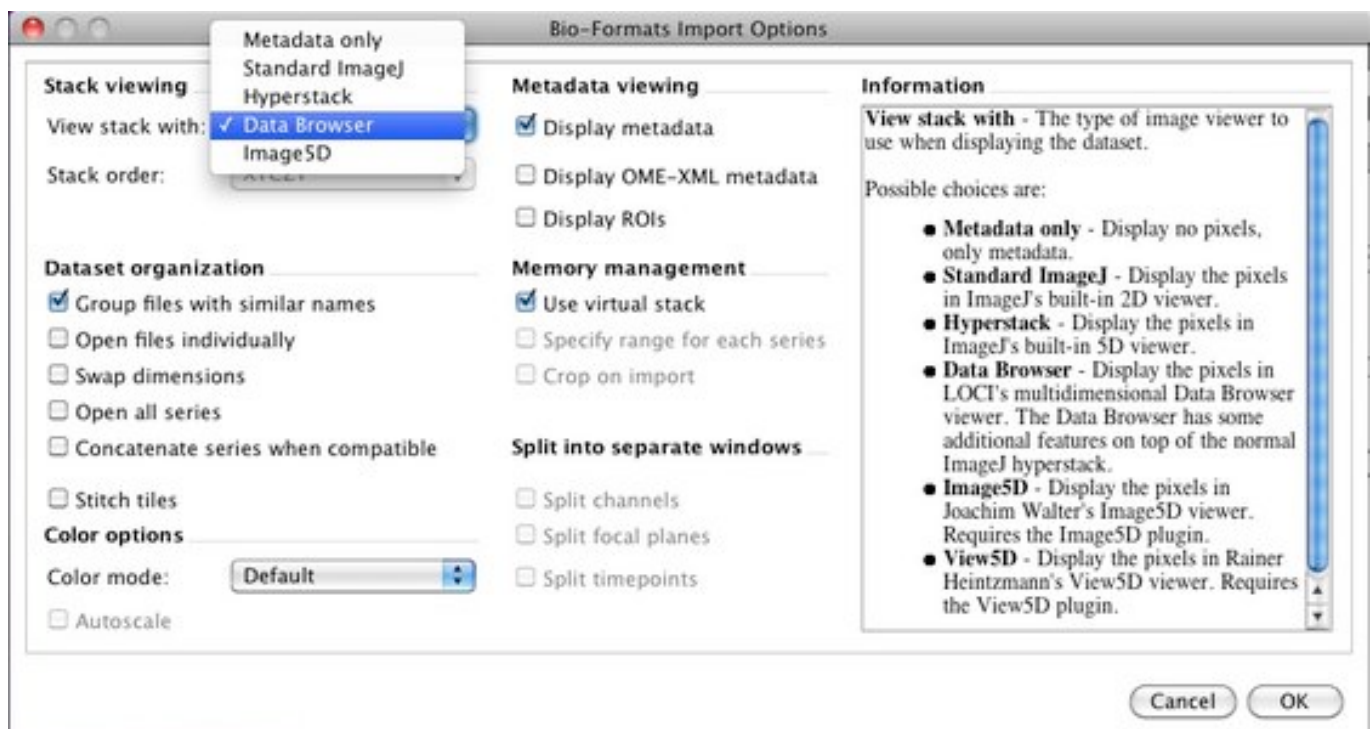 Bio-Formats Import Options
Metadata only
Standard ImageJ
Hyperstack
✓ Data Browser
Image5D
Stack viewing
View stack with:
Stack order:
XYCZT
Dataset organization
Group files with similar names
Open files individually
Swap dimensions
Open all series
Concatenate series when compatible
Stitch tiles
Color options
Color mode: Default
Autoscale
Metadata viewing
Display metadata
Display OME-XML metadata
Display ROIs
Memory management
Use virtual stack
Specify range for each series
Crop on import
Split into separate windows
Split channels
Split focal planes
Split timepoints
Information
View stack with - The type of image viewer to
use when displaying the dataset.
Possible choices are:
● Metadata only - Display no pixels,
only metadata.
● Standard ImageJ - Display the pixels
in ImageJ's built-in 2D viewer.
● Hyperstack - Display the pixels in
ImageJ's built-in 5D viewer.
● Data Browser - Display the pixels in
LOCI's multidimensional Data Browser
viewer. The Data Browser has some
additional features on top of the normal
ImageJ hyperstack.
● Image5D - Display the pixels in
Joachim Walter's Image5D viewer.
Requires the Image5D plugin.
● View5D - Display the pixels in Rainer
Heintzmann's View5D viewer. Requires
the View5D plugin.
Cancel
OK